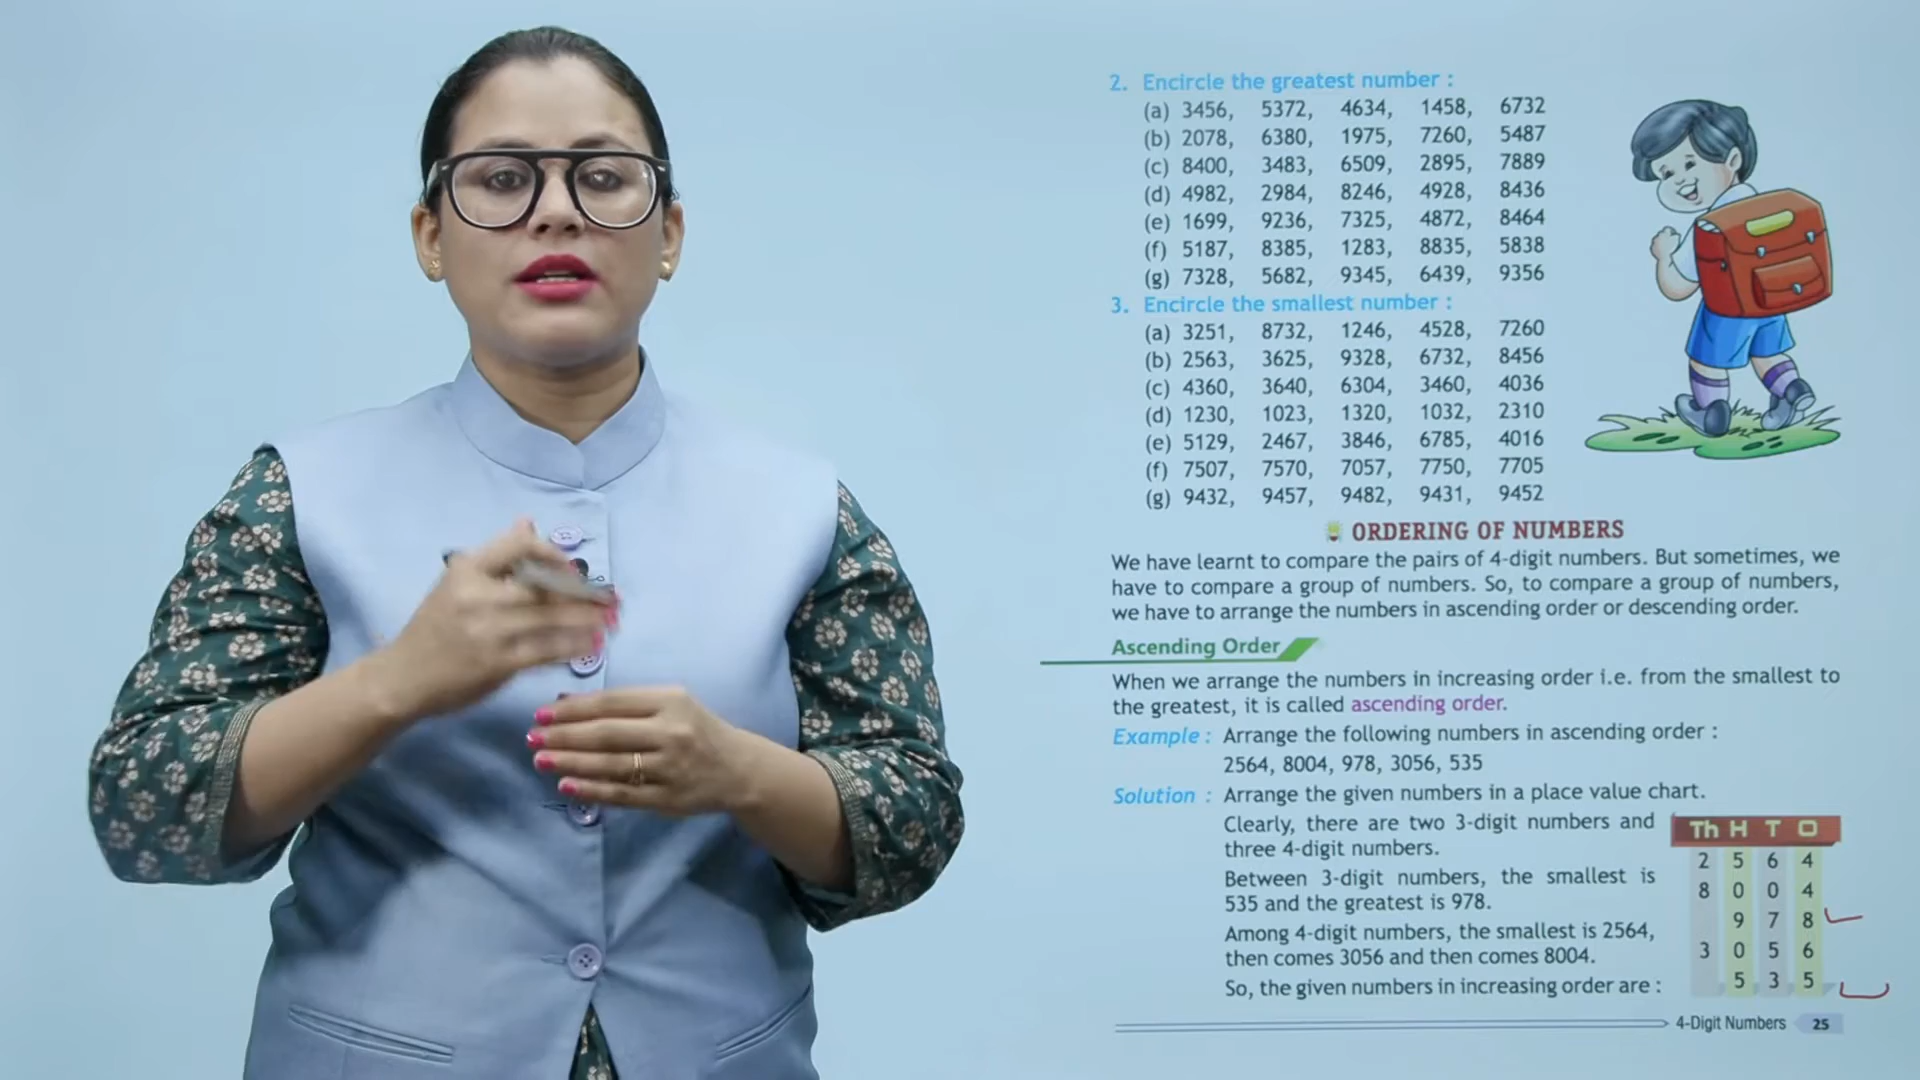 2. Encircle the greatest number :
(a) 3456, 5372, 4634, 1458, 6732
(b) 2078, 6380, 1975, 7260, 5487
(c) 8400, 3483, 6509, 2895, 7889
(d) 4982, 2984, 8246, 4928, 8436
(e) 1699, 9236, 7325, 4872, 8464
(f) 5187, 8385, 1283, 8835, 5838
(g) 7328, 5682, 9345, 6439, 9356
3. Encircle the smallest number :
(a) 3251, 8732, 1246, 4528, 7260
(b) 2563, 3625, 9328, 6732, 8456
(c) 4360, 3640, 6304, 3460, 4036
(d) 1230, 1023, 1320, 1032, 2310
(e) 5129, 2467, 3846, 6785, 4016
(f) 7507, 7570, 7057, 7750, 7705
(g) 9432, 9457, 9482, 9431, 9452
ORDERING OF NUMBERS
We have learnt to compare the pairs of 4-digit numbers. But sometimes, we
have to compare a group of numbers. So, to compare a group of numbers,
we have to arrange the numbers in ascending order or descending order.
Ascending Order
When we arrange the numbers in increasing order i.e. from the smallest to
the greatest, it is called ascending order.
Example : Arrange the following numbers in ascending order :
2564, 8004, 978, 3056, 535
Solution : Arrange the given numbers in a place value chart.
Clearly, there are two 3-digit numbers and
three 4-digit numbers.
Between 3-digit numbers, the smallest is
535 and the greatest is 978.
Among 4-digit numbers, the smallest is 2564,
then comes 3056 and then comes 8004.
So, the given numbers in increasing order are :
Th H T O
2 5 6 4
8 0 0 4
9 7 8
3 0 5 6
5 3 5
4-Digit Numbers 25